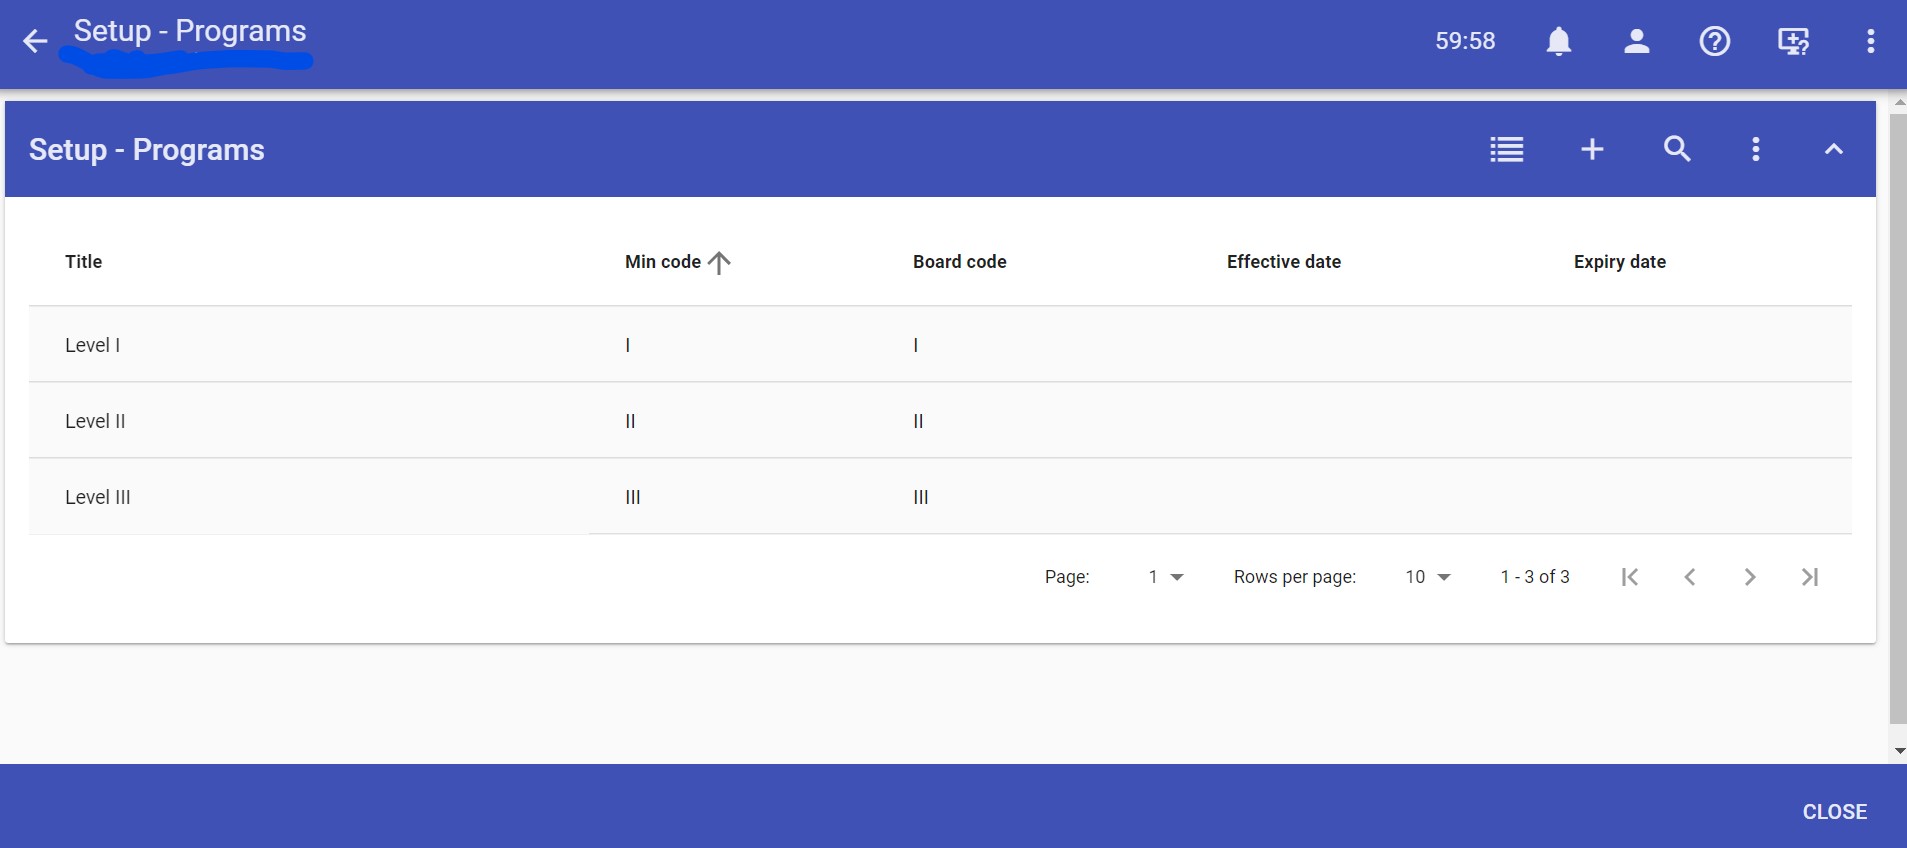 Setup - Programs
59:58
Setup - Programs
Title Min code Board code Effective date Expiry date
Level I I I
Level II II II
Level III III III
Page: 1 Rows per page: 10 1 - 3 of 3
CLOSE